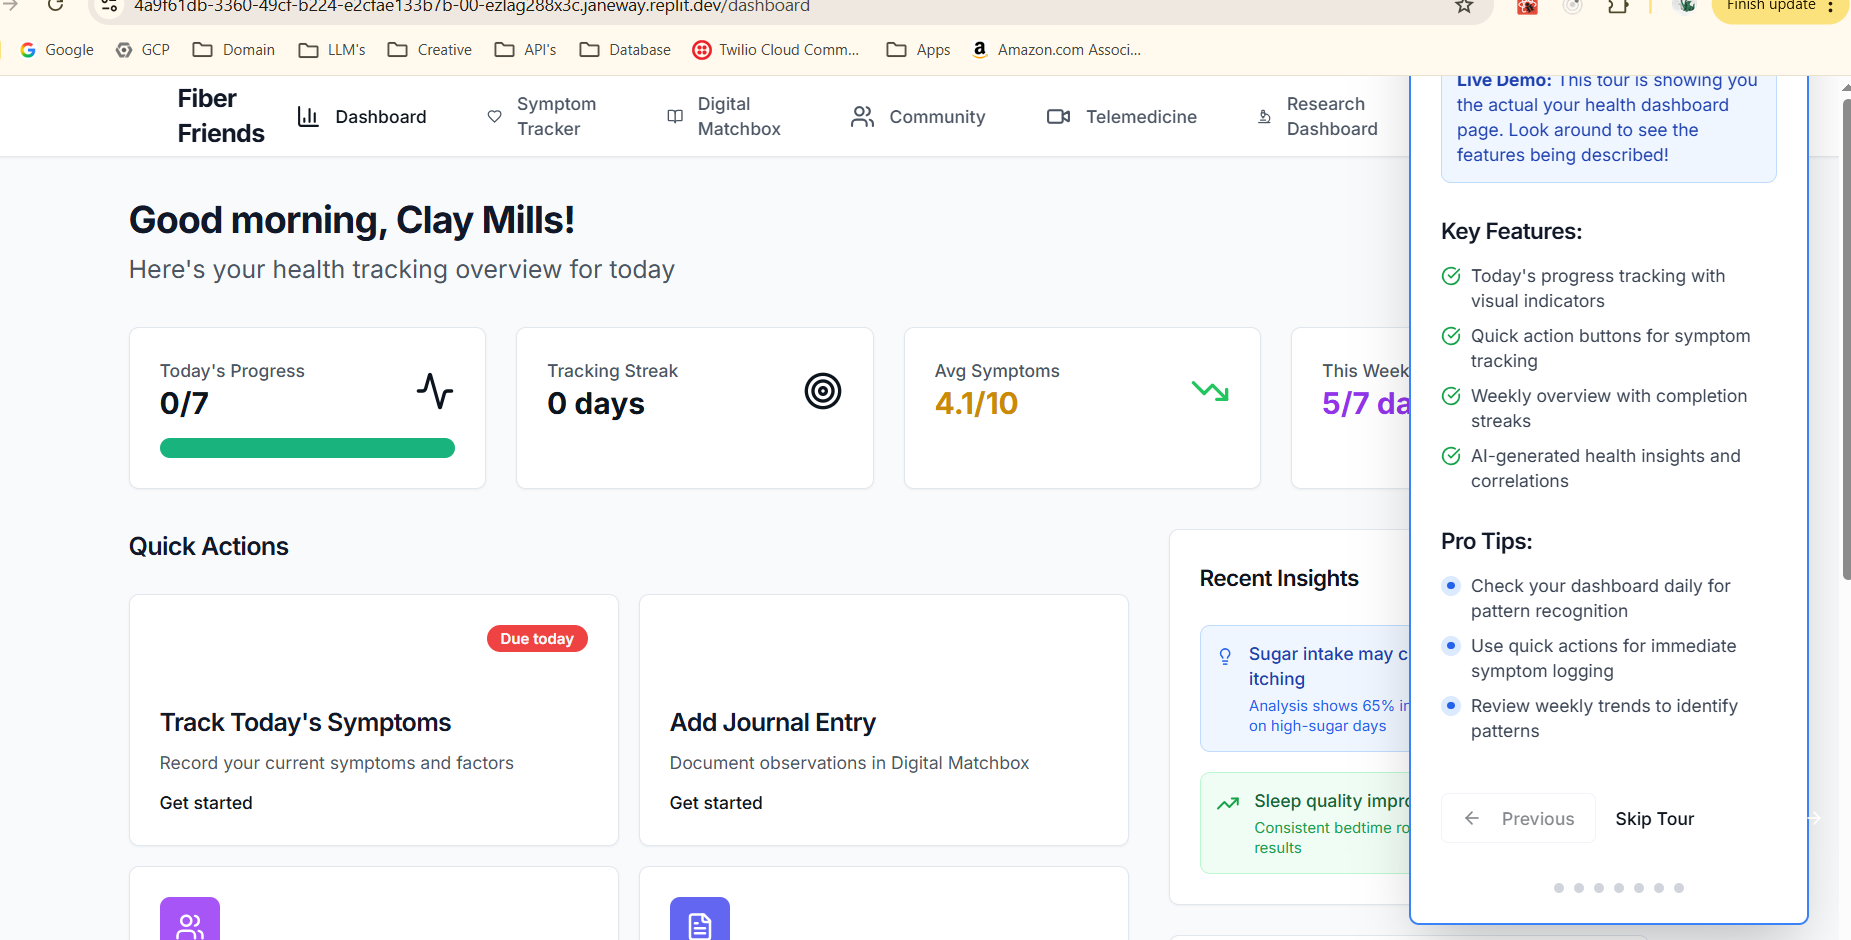 4a9f61db-3360-49cf-b224-e2cfae133b7b-00-ezlag288x3c.janeway.replit.dev/dashboard
Finish update
Google GCP Domain LLM's Creative API's Database Twilio Cloud Comm... Apps Amazon.com Associ...
Fiber
Friends
Dashboard
Symptom
Tracker
Digital
Matchbox
Community
Telemedicine
Research
Dashboard
Good morning, Clay Mills!
Here's your health tracking overview for today
Today's Progress
0/7
Tracking Streak
0 days
Avg Symptoms
4.1/10
This Week
5/7 da
Quick Actions
Due today
Track Today's Symptoms
Record your current symptoms and factors
Get started
Add Journal Entry
Document observations in Digital Matchbox
Get started
Recent Insights
Sugar intake may c
itching
Analysis shows 65% in
on high-sugar days
Sleep quality impro
Consistent bedtime ro
results
Live Demo: This tour is showing you
the actual your health dashboard
page. Look around to see the
features being described!
Key Features:
Today's progress tracking with
visual indicators
Quick action buttons for symptom
tracking
Weekly overview with completion
streaks
AI-generated health insights and
correlations
Pro Tips:
Check your dashboard daily for
pattern recognition
Use quick actions for immediate
symptom logging
Review weekly trends to identify
patterns
Previous
Skip Tour